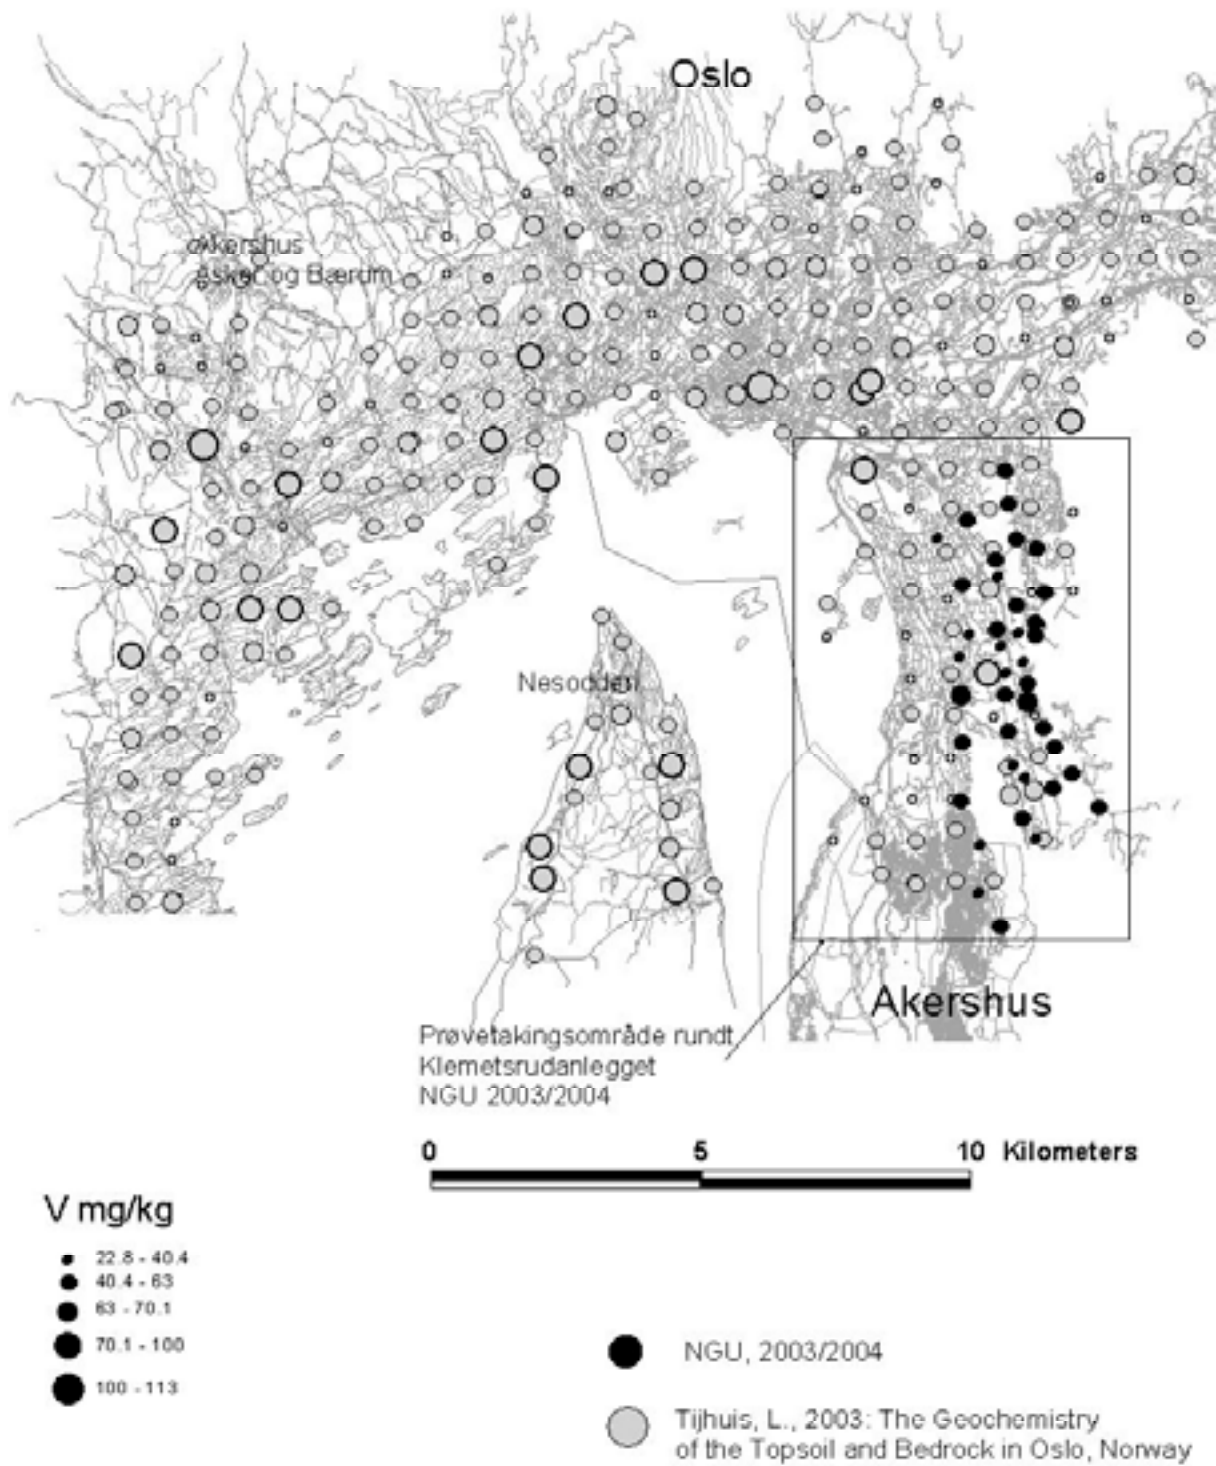 Oslo
Akershus
Asker og Bærum
Nesodden
Akershus
Prøvetakingsområde rundt
Klemetsrudanlegget
NGU 2003/2004
0 5 10 Kilometers
V mg/kg
22.8 - 40.4
40.4 - 63
63 - 70.1
70.1 - 100
100 - 113
NGU, 2003/2004
Tijhuis, L., 2003: The Geochemistry
of the Topsoil and Bedrock in Oslo, Norway